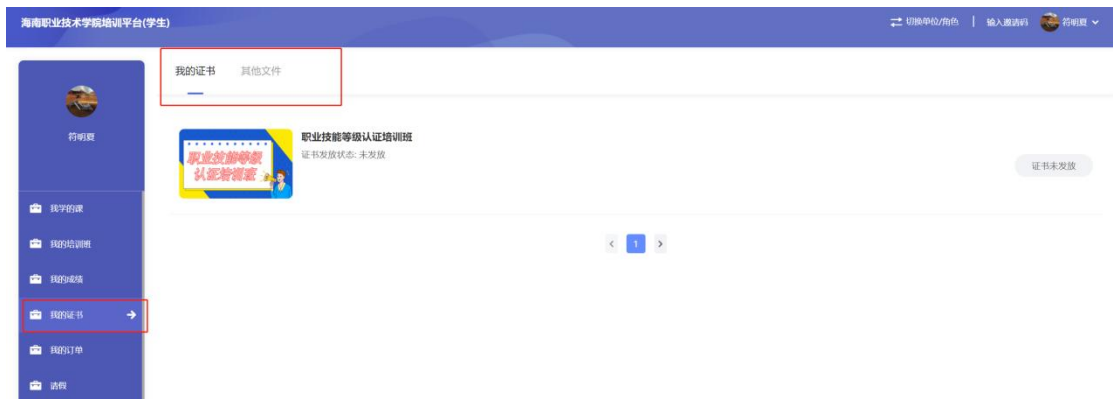 海南职业技术学院培训平台(学生)
切换单位/角色 | 输入邀请码 符明夏
符明夏
我的证书 其他文件
职业技能等级
认证培训班
职业技能等级认证培训班
证书发放状态: 未发放
证书未发放
我学的课
我的培训班
我的成绩
我的证书
我的订单
请假
1